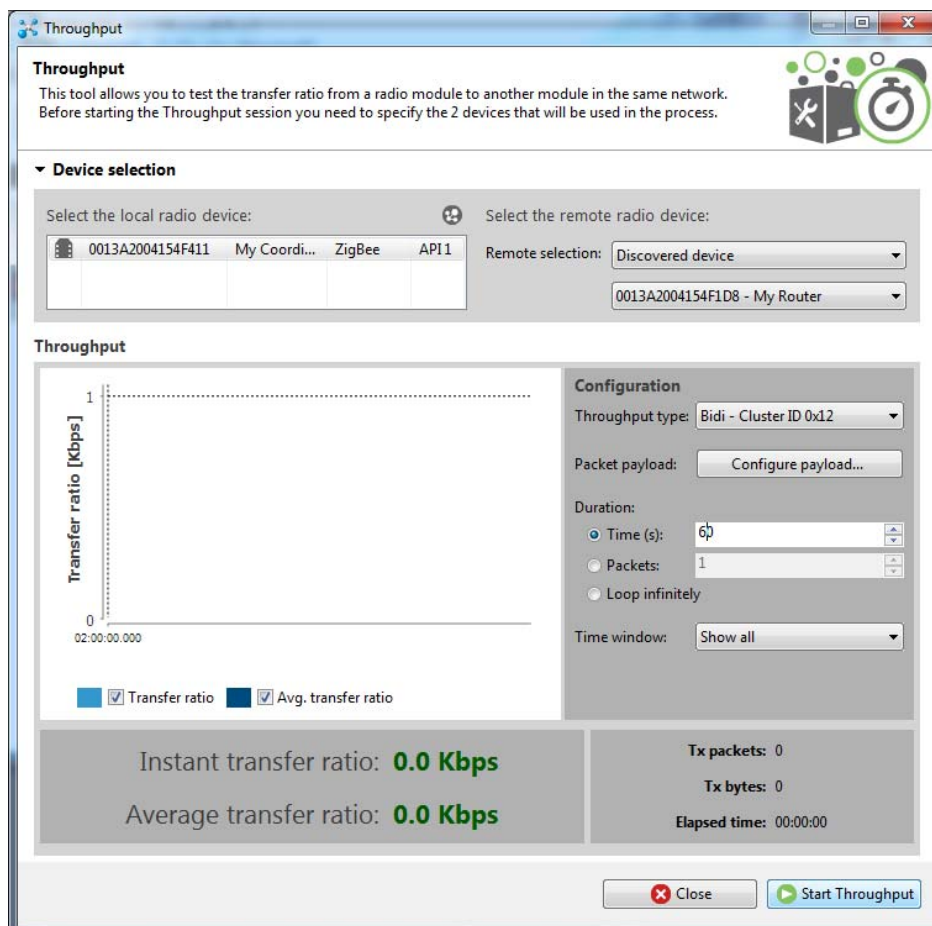 Throughput
Throughput
This tool allows you to test the transfer ratio from a radio module to another module in the same network.
Before starting the Throughput session you need to specify the 2 devices that will be used in the process.
Device selection
Select the local radio device:
0013A2004154F411 My Coordi... ZigBee API 1
Select the remote radio device:
Remote selection: Discovered device
0013A2004154F1D8 - My Router
Throughput
Transfer ratio [Kbps]
1
0
02:00:00.000
Transfer ratio Avg. transfer ratio
Configuration
Throughput type: Bidi - Cluster ID 0x12
Packet payload: Configure payload...
Duration:
Time (s): 60
Packets: 1
Loop infinitely
Time window: Show all
Instant transfer ratio: 0.0 Kbps
Average transfer ratio: 0.0 Kbps
Tx packets: 0
Tx bytes: 0
Elapsed time: 00:00:00
Close Start Throughput